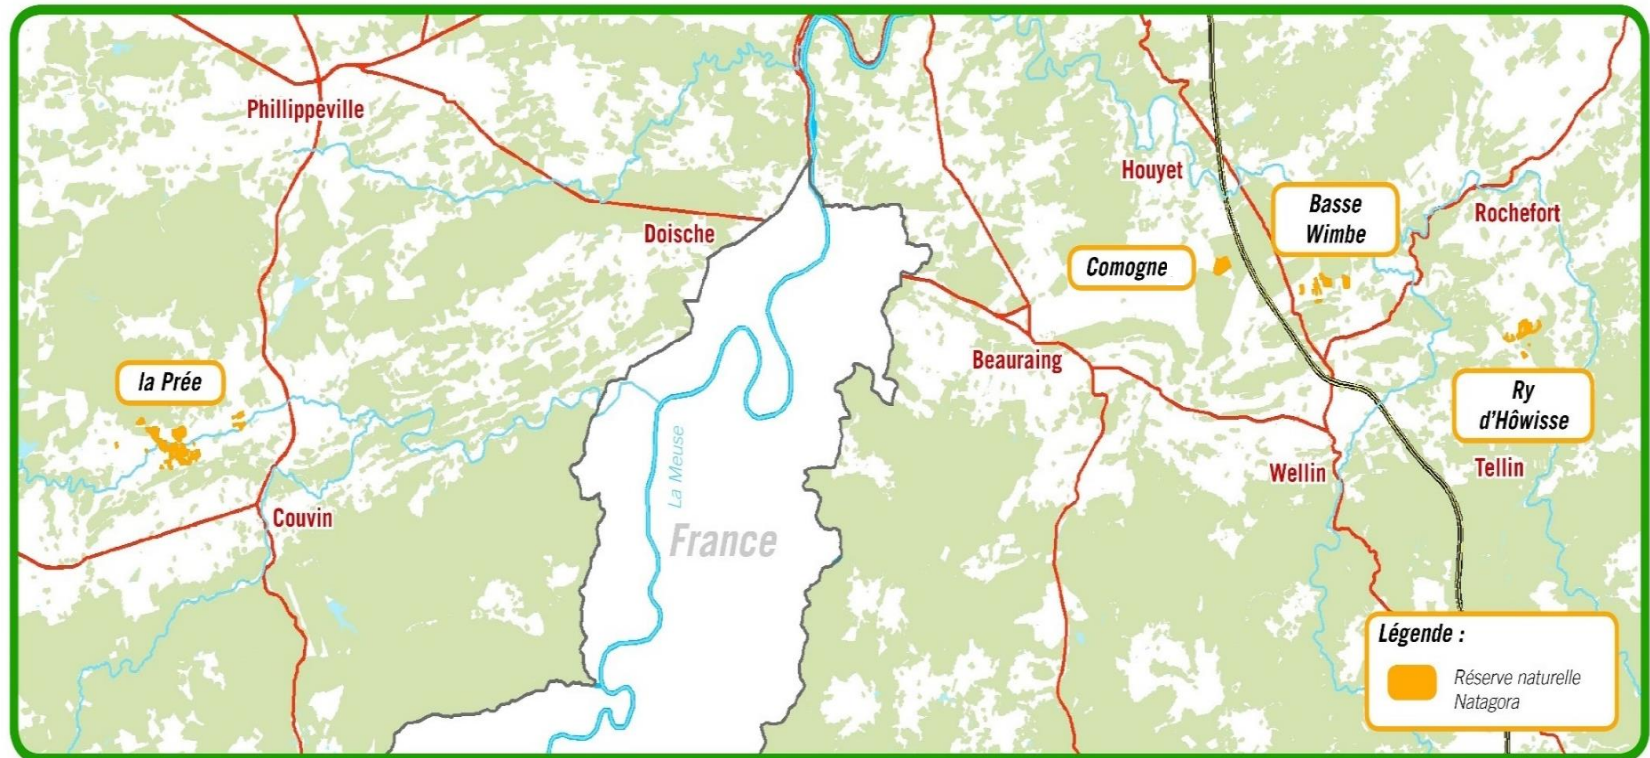 Phillippeville
Houyet
Basse
Wimbe
Rochefort
Doische
Comogne
Beauraing
la Prée
Ry
d'Hôwisse
La Meuse
Wellin
Tellin
Couvin
France
Légende :
Réserve naturelle
Natagora